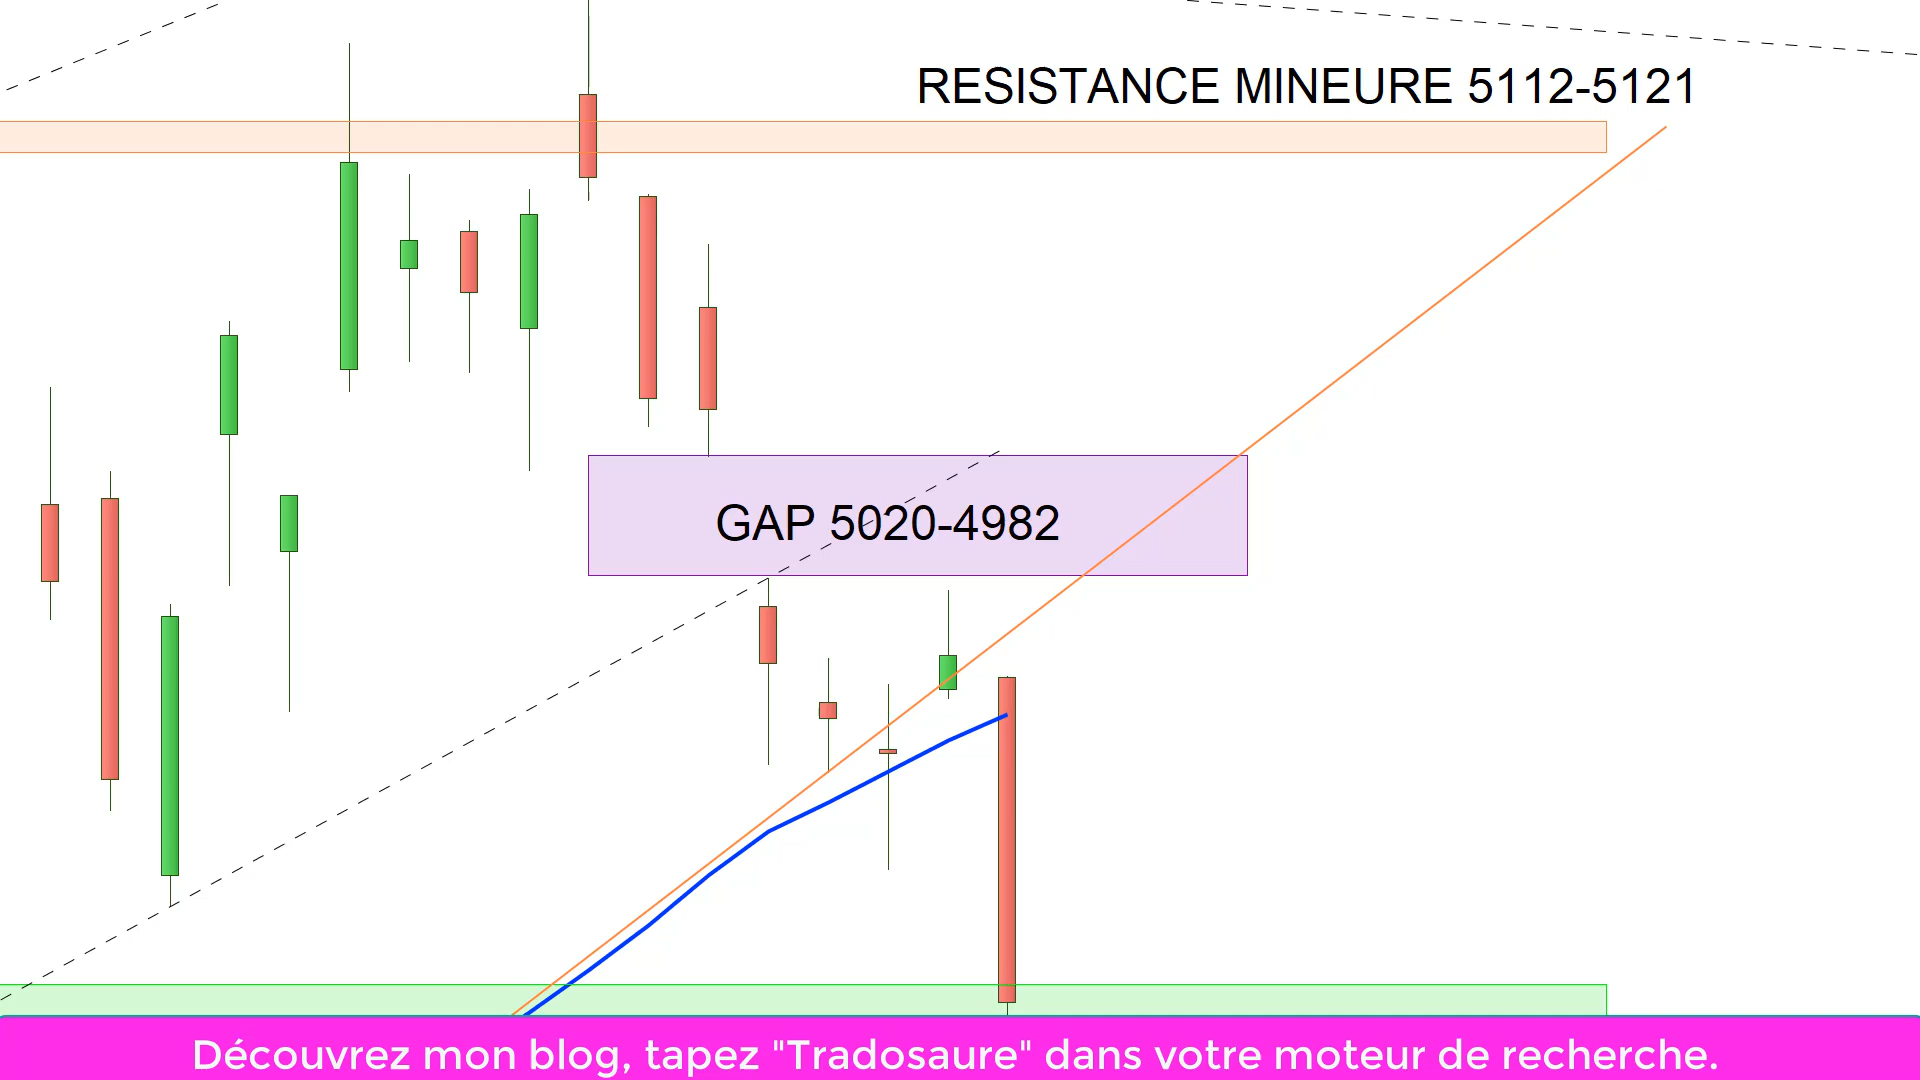 RESISTANCE MINEURE 5112-5121
GAP 5020-4982
Découvrez mon blog, tapez "Tradosaure" dans votre moteur de recherche.